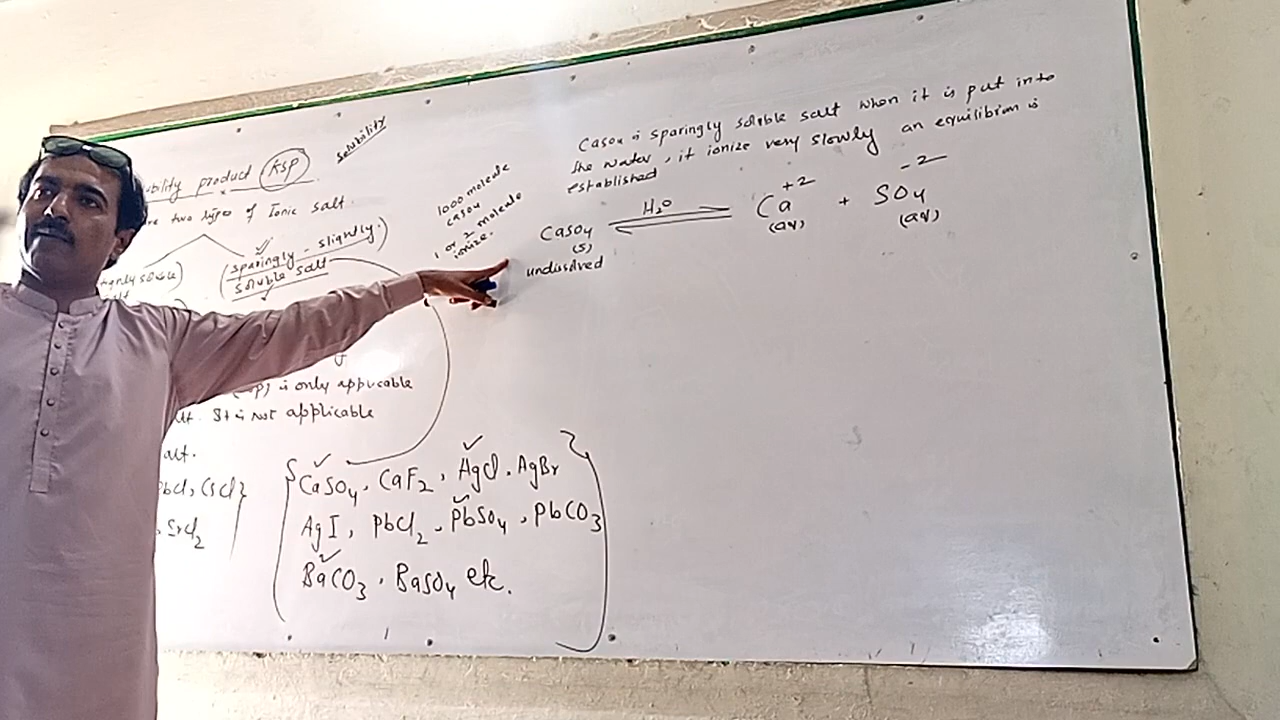 solubility
ubility product Ksp
re two types of Ionic salt.
sparingly - slightly.
soluble salt
1000 molecule
CaSO4
1 or 2 molecule
ionize.
is only applicable
It is not applicable
alt.
RbCl, CsCl
, SrCl2
CaSO4, CaF2, AgCl, AgBr
AgI, PbCl2, PbSO4, PbCO3
BaCO3, BaSO4 etc.
CaSO4 is sparingly soluble salt when it is put into
the water, it ionize very slowly an equilibrium is
established
CaSO4 (s) H2O Ca+2 (aq) + SO4-2 (aq)
undissolved